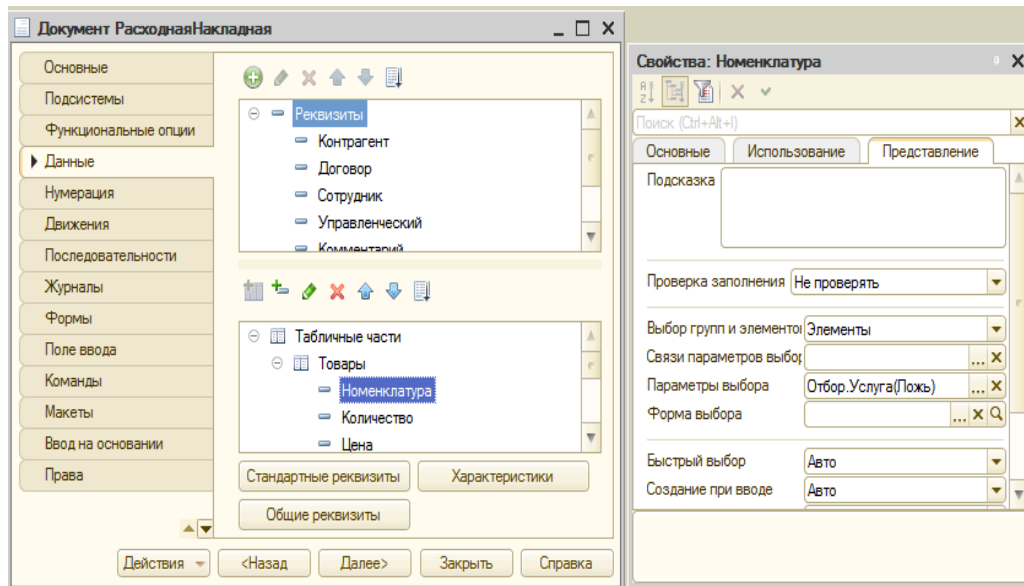 Документ РасходнаяНакладная
Основные
Подсистемы
Функциональные опции
Данные
Нумерация
Движения
Последовательности
Журналы
Формы
Поле ввода
Команды
Макеты
Ввод на основании
Права
Реквизиты
Контрагент
Договор
Сотрудник
Управленческий
Комментарий
Табличные части
Товары
Номенклатура
Количество
Цена
Стандартные реквизиты
Характеристики
Общие реквизиты
Действия
<Назад
Далее>
Закрыть
Справка
Свойства: Номенклатура
Поиск (Ctrl+Alt+I)
Основные
Использование
Представление
Подсказка
Проверка заполнения Не проверять
Выбор групп и элементов Элементы
Связи параметров выбор
Параметры выбора Отбор.Услуга(Ложь)
Форма выбора
Быстрый выбор Авто
Создание при вводе Авто